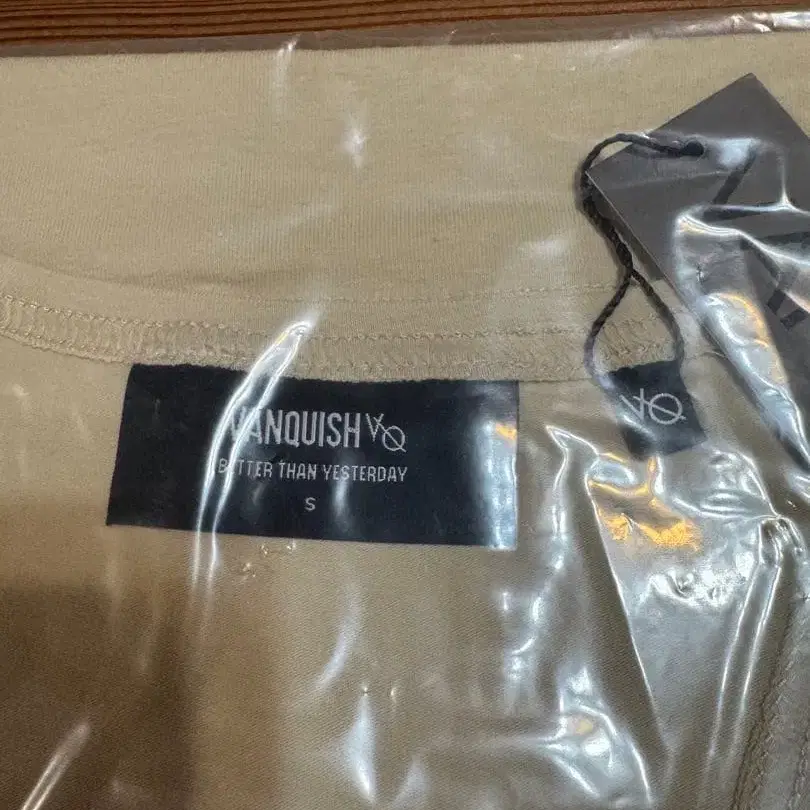 VANQUISH VQ
BETTER THAN YESTERDAY
S
VQ